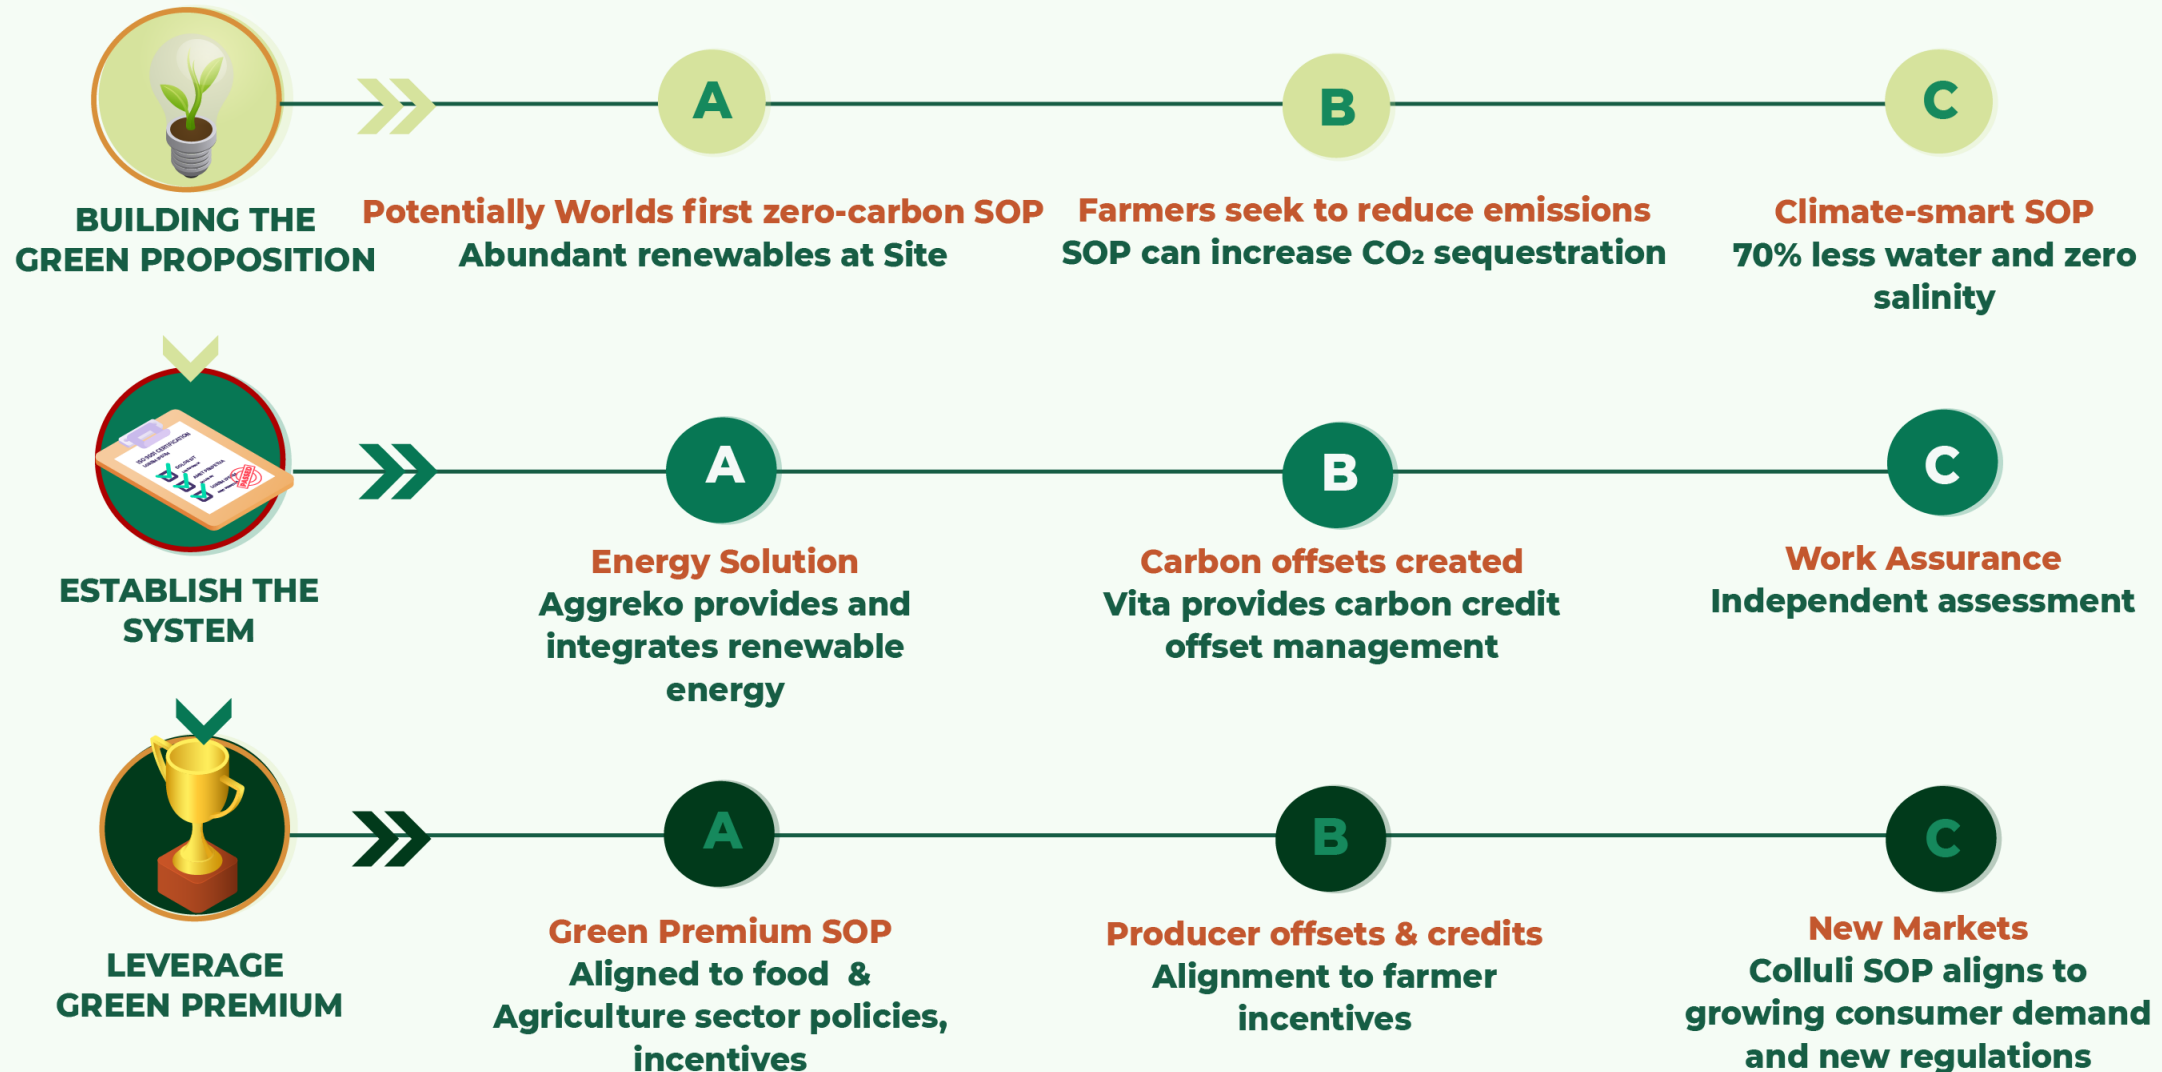 BUILDING THE
GREEN PROPOSITION
A
Potentially Worlds first zero-carbon SOP
Abundant renewables at Site
B
Farmers seek to reduce emissions
SOP can increase CO₂ sequestration
C
Climate-smart SOP
70% less water and zero
salinity
ISO 9001 CERTIFICATION
PASSED
ESTABLISH THE
SYSTEM
A
Energy Solution
Aggreko provides and
integrates renewable
energy
B
Carbon offsets created
Vita provides carbon credit
offset management
C
Work Assurance
Independent assessment
LEVERAGE
GREEN PREMIUM
A
Green Premium SOP
Aligned to food  &
Agriculture sector policies,
incentives
B
Producer offsets & credits
Alignment to farmer
incentives
C
New Markets
Colluli SOP aligns to
growing consumer demand
and new regulations